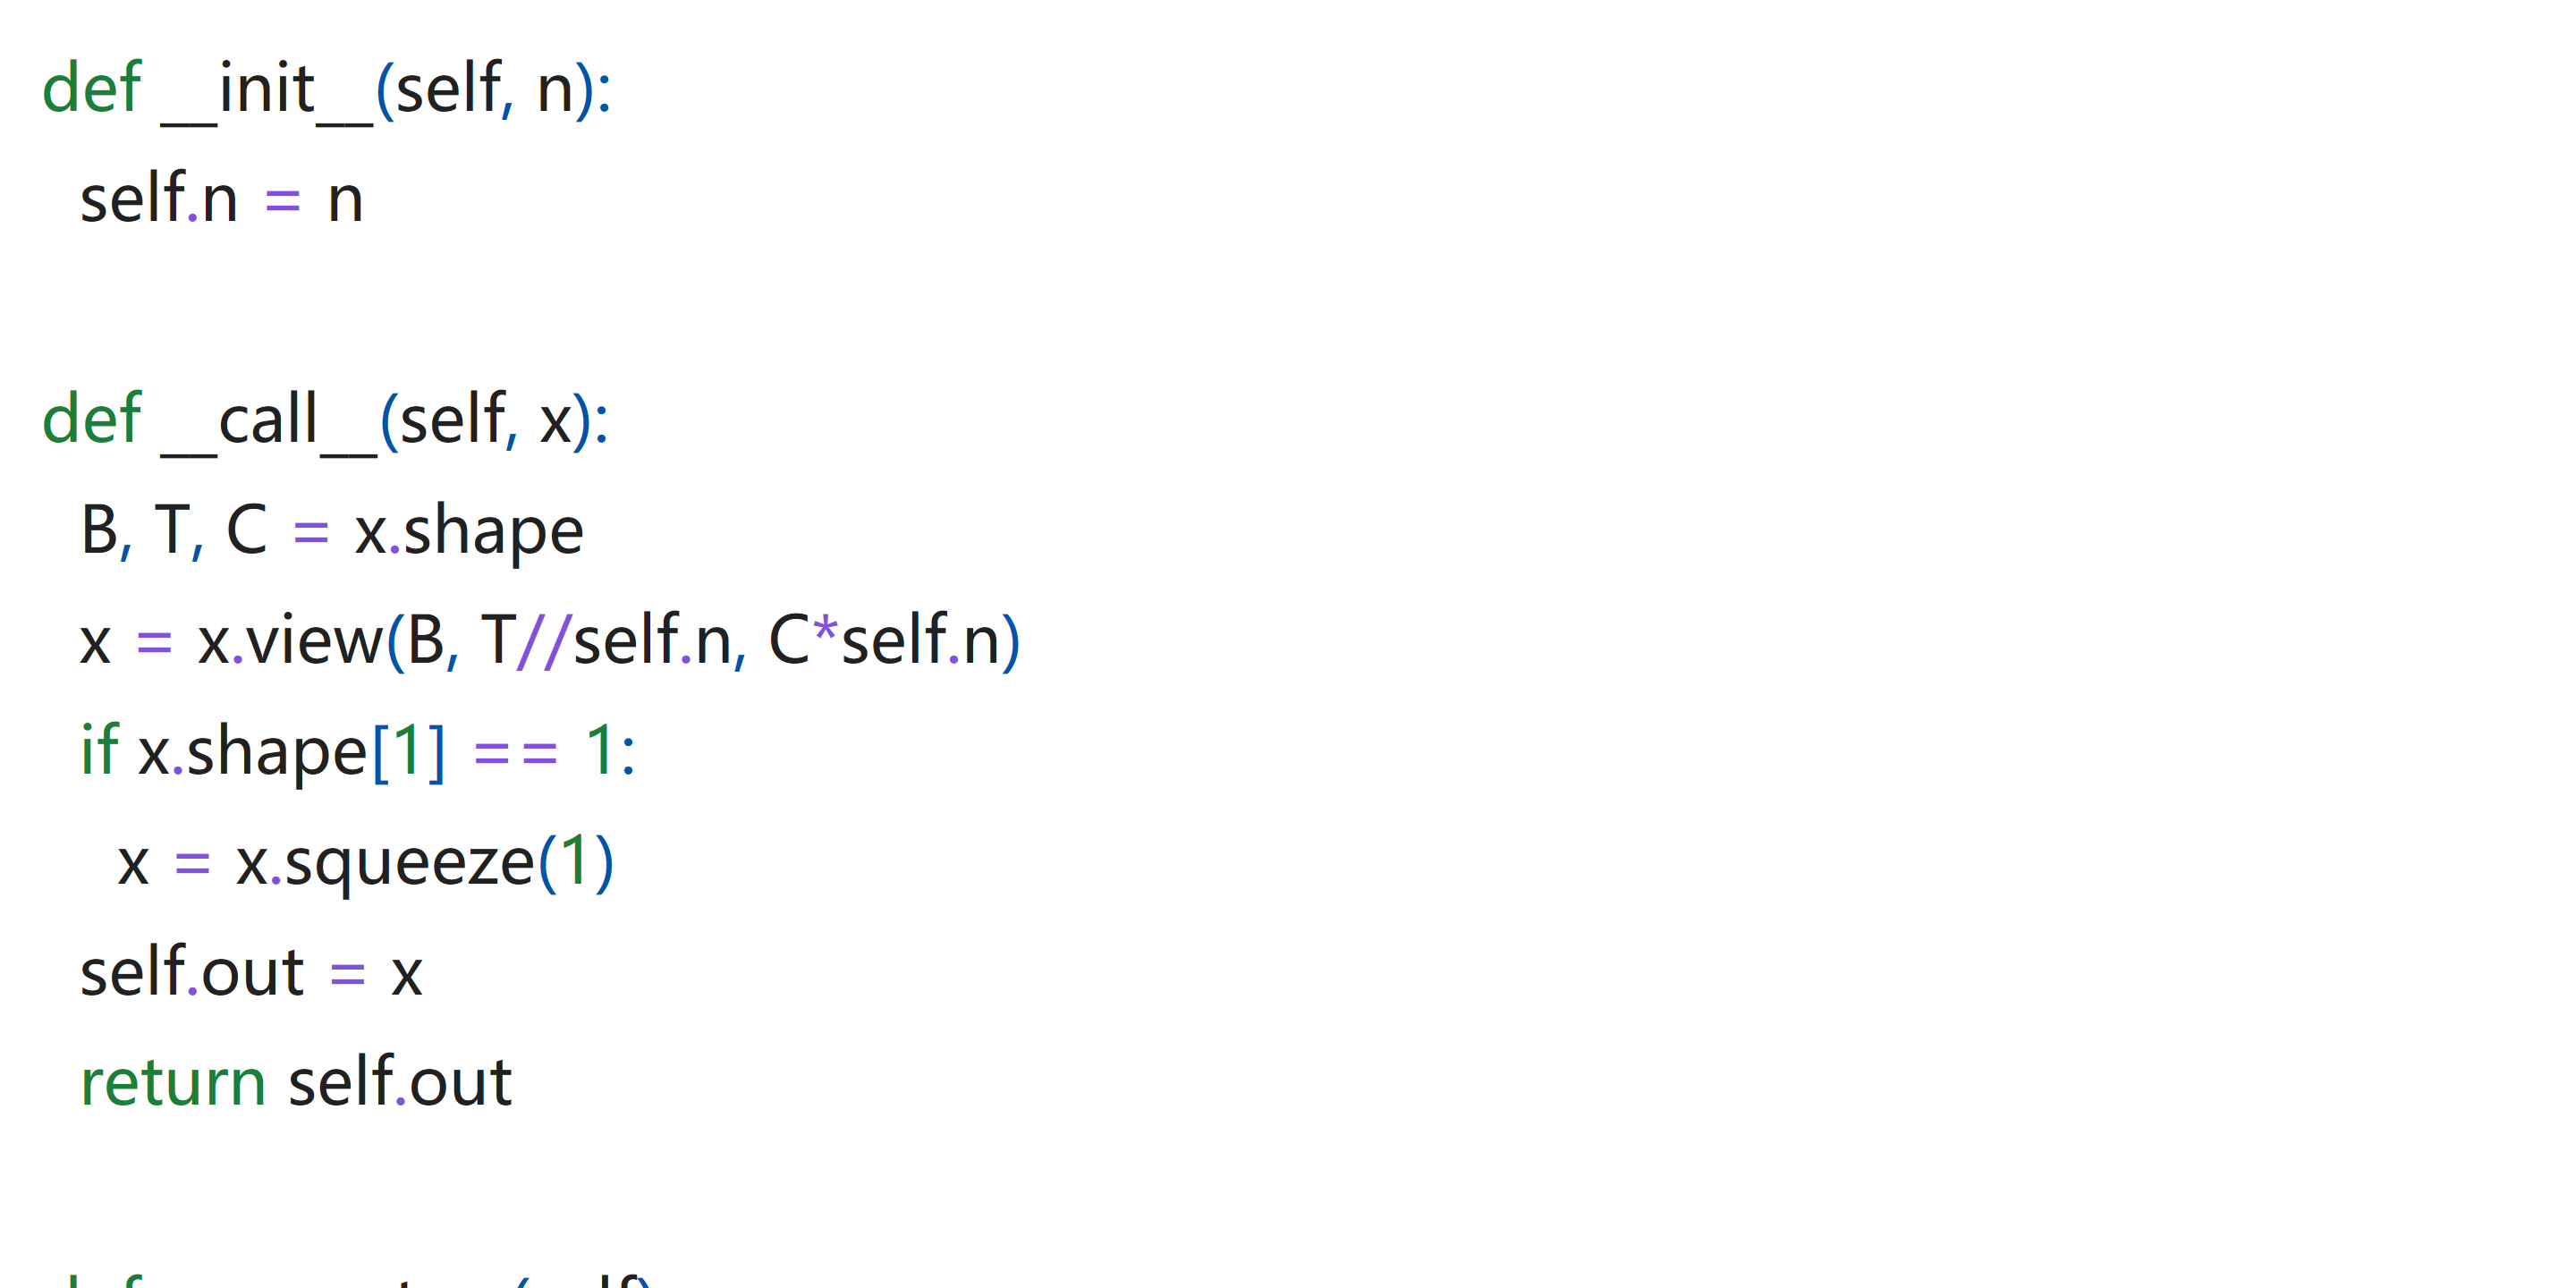 def __init__(self, n):
self.n = n
def __call__(self, x):
B, T, C = x.shape
x = x.view(B, T//self.n, C*self.n)
if x.shape[1] == 1:
x = x.squeeze(1)
self.out = x
return self.out